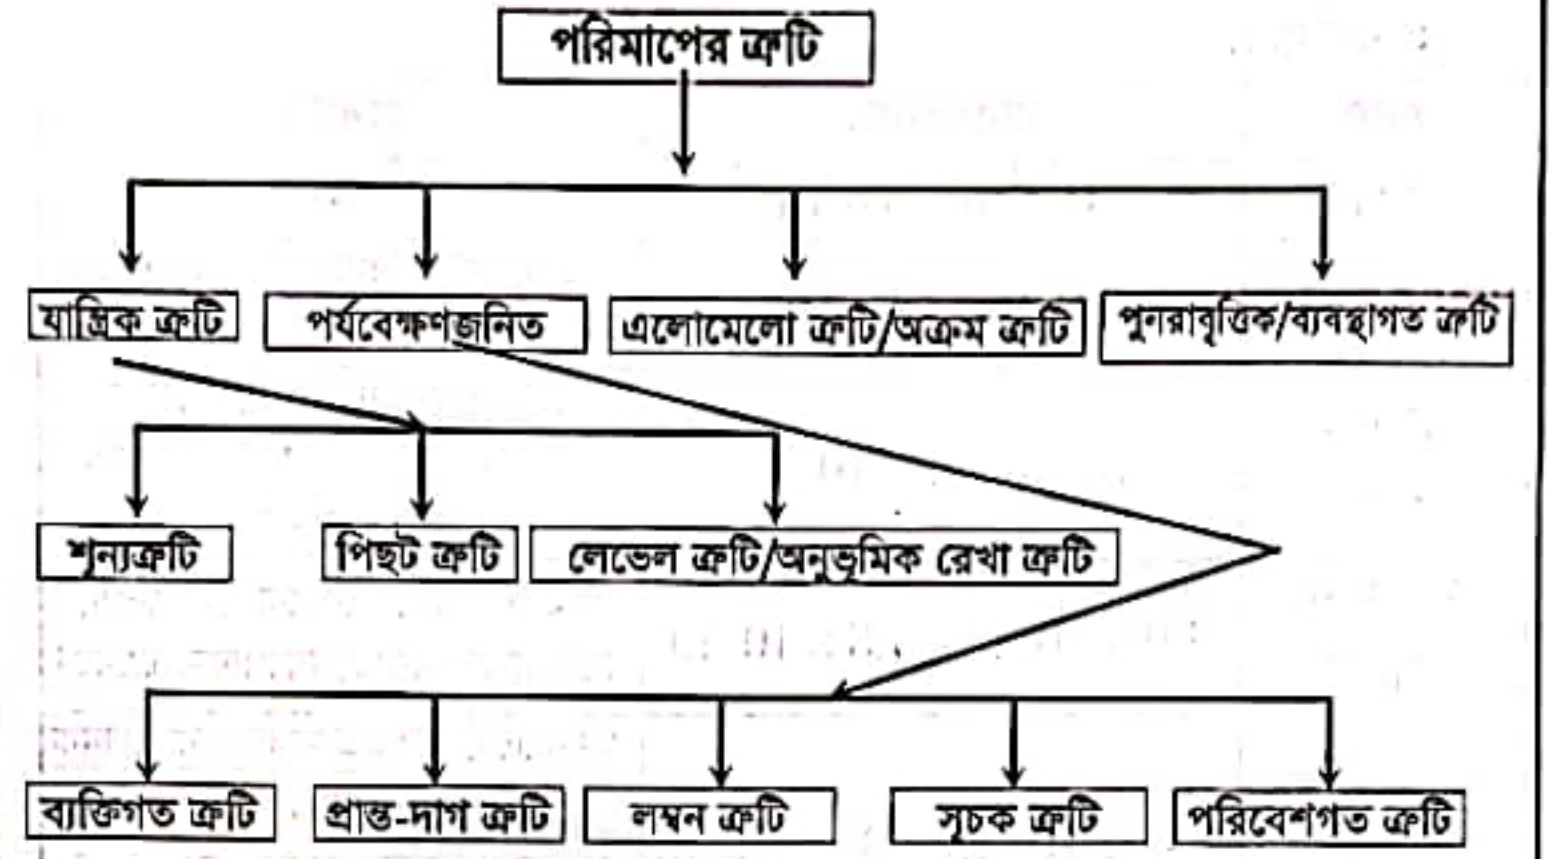 পরিমাপের ত্রুটি
যান্ত্রিক ত্রুটি
পর্যবেক্ষণজনিত
এলোমেলো ত্রুটি/অক্রম ত্রুটি
পুনরাবৃত্তিক/ব্যবস্থাগত ত্রুটি
শূন্যত্রুটি
পিছট ত্রুটি
লেভেল ত্রুটি/অনুভূমিক রেখা ত্রুটি
ব্যক্তিগত ত্রুটি
প্রান্ত-দাগ ত্রুটি
লম্বন ত্রুটি
সূচক ত্রুটি
পরিবেশগত ত্রুটি